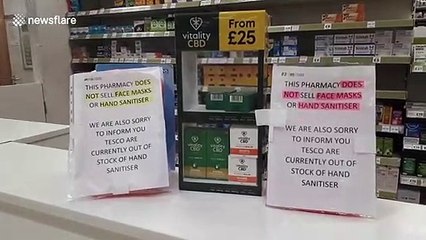 newsflare
vitality
CBD
From
£25
THIS PHARMACY DOES
NOT SELL FACE MASKS
OR HAND SANITISER
WE ARE ALSO SORRY
TO INFORM YOU
TESCO ARE
CURRENTLY OUT OF
STOCK OF HAND
SANITISER
THIS PHARMACY DOES
NOT SELL FACE MASKS
OR HAND SANITISER
WE ARE ALSO SORRY
TO INFORM YOU
TESCO ARE
CURRENTLY OUT OF
STOCK OF HAND
SANITISER
vitality
CBD
vitality
CBD